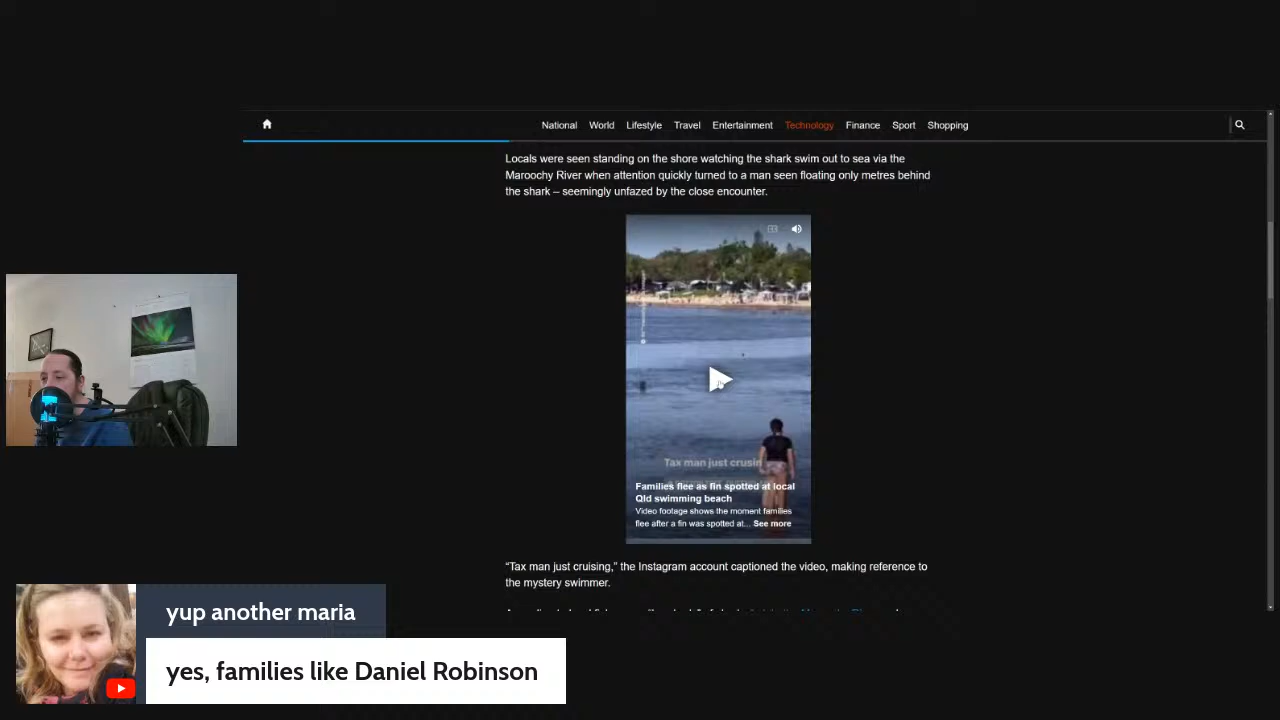 National World Lifestyle Travel Entertainment Technology Finance Sport Shopping
Locals were seen standing on the shore watching the shark swim out to sea via the
Maroochy River when attention quickly turned to a man seen floating only metres behind
the shark – seemingly unfazed by the close encounter.
Tax man just crusin
Families flee as fin spotted at local
Qld swimming beach
Video footage shows the moment families
flee after a fin was spotted at... See more
“Tax man just cruising,” the Instagram account captioned the video, making reference to
the mystery swimmer.
yup another maria
yes, families like Daniel Robinson